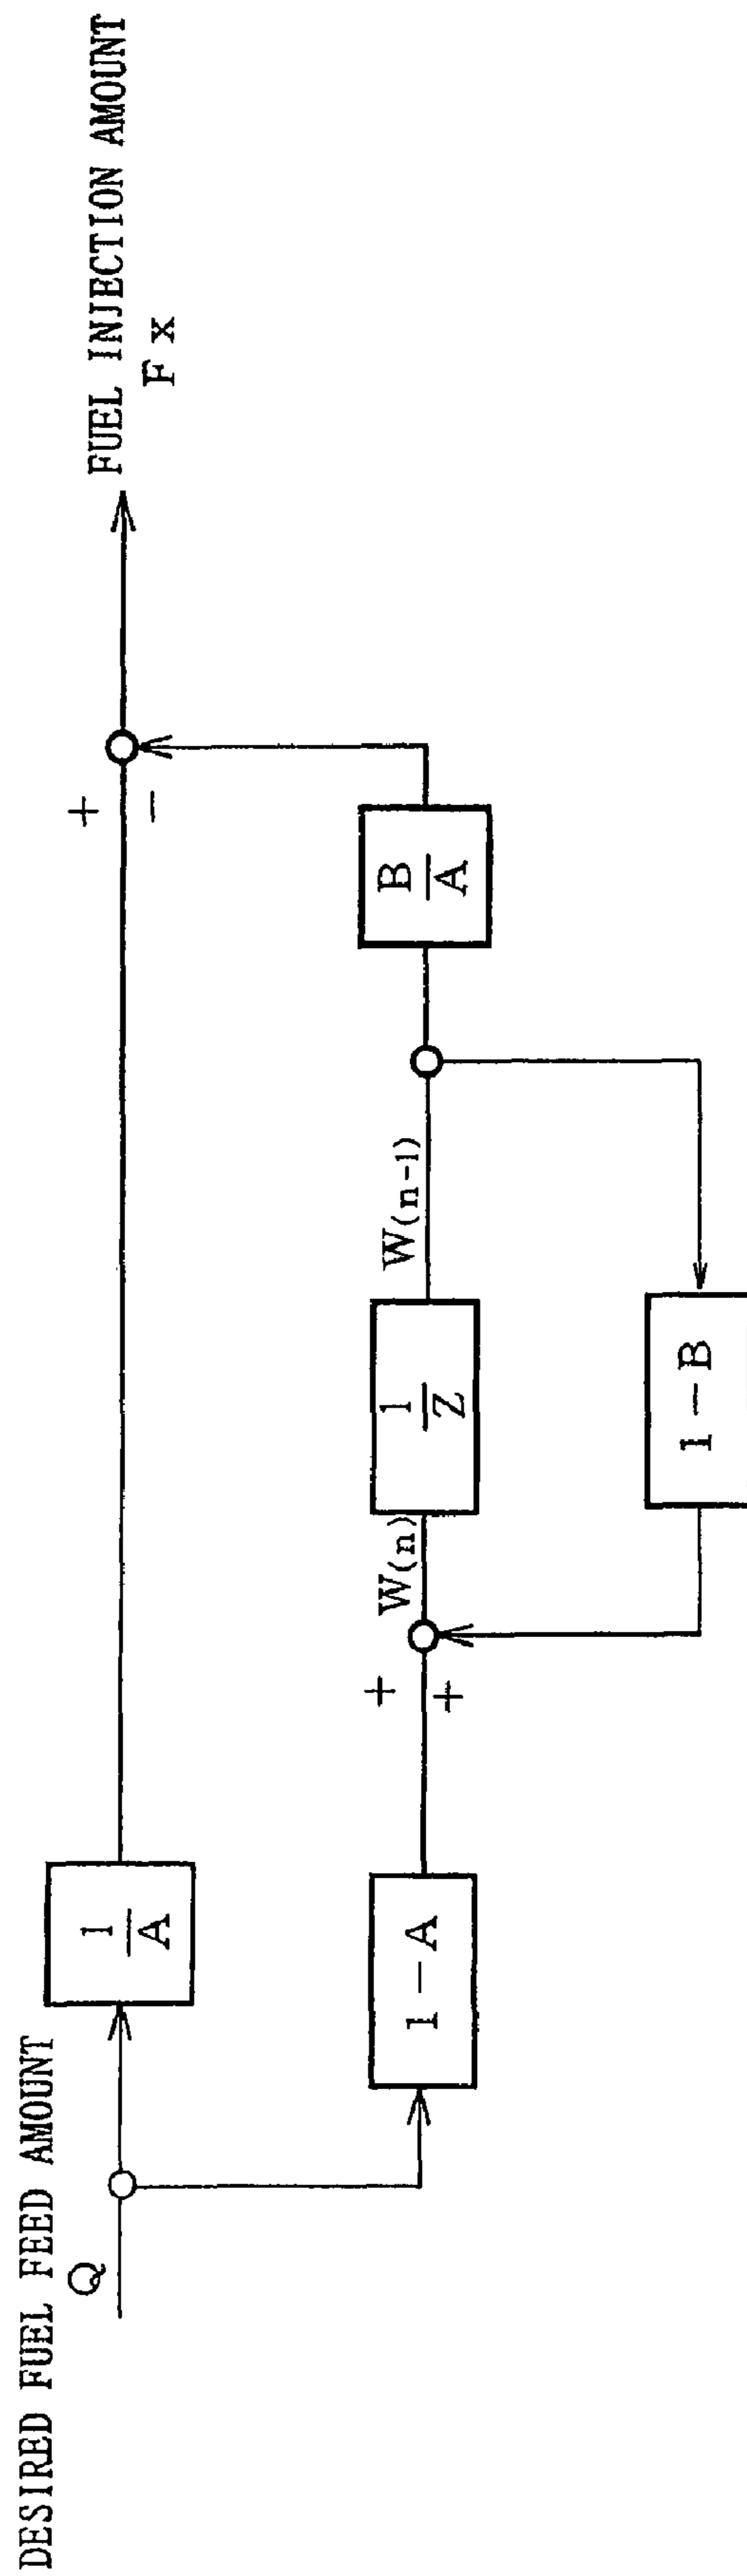 DESIRED FUEL FEED AMOUNT
Q
1
A
+
−
FUEL INJECTION AMOUNT
Fx
1−A
+
+
W(n)
1
Z
W(n-1)
B
A
1−B